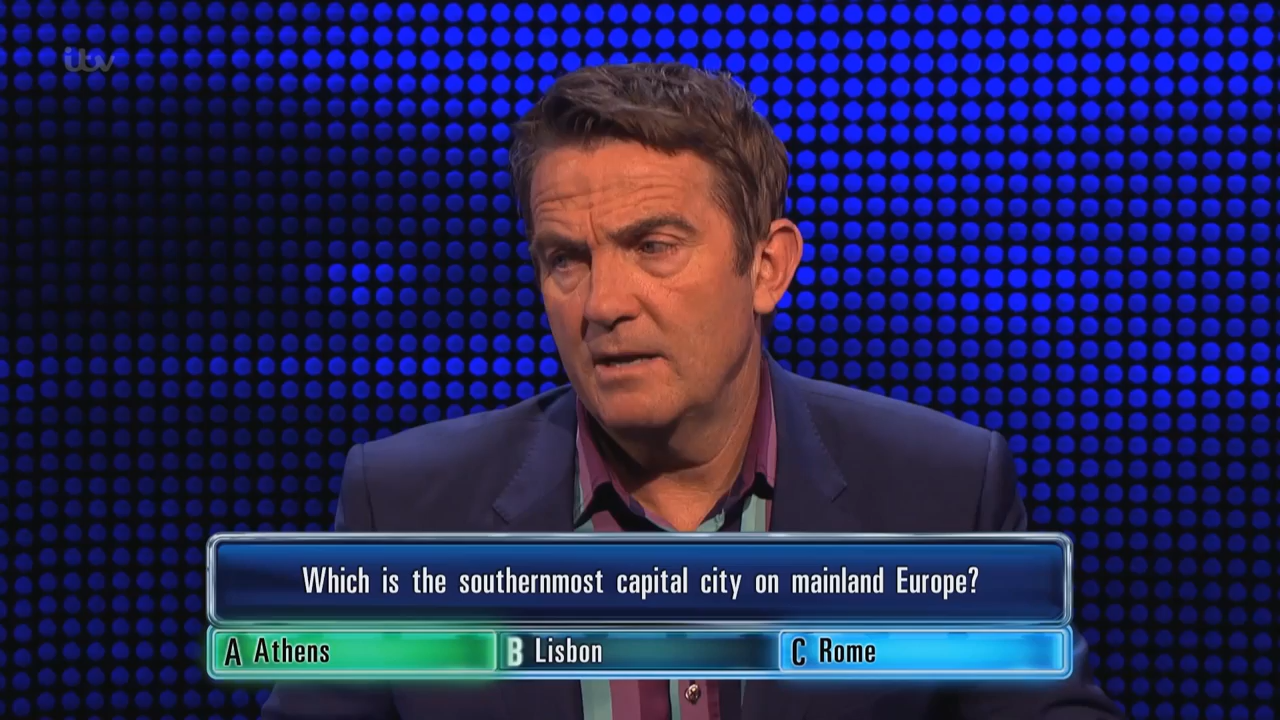 itv
Which is the southernmost capital city on mainland Europe?
A Athens
B Lisbon
C Rome